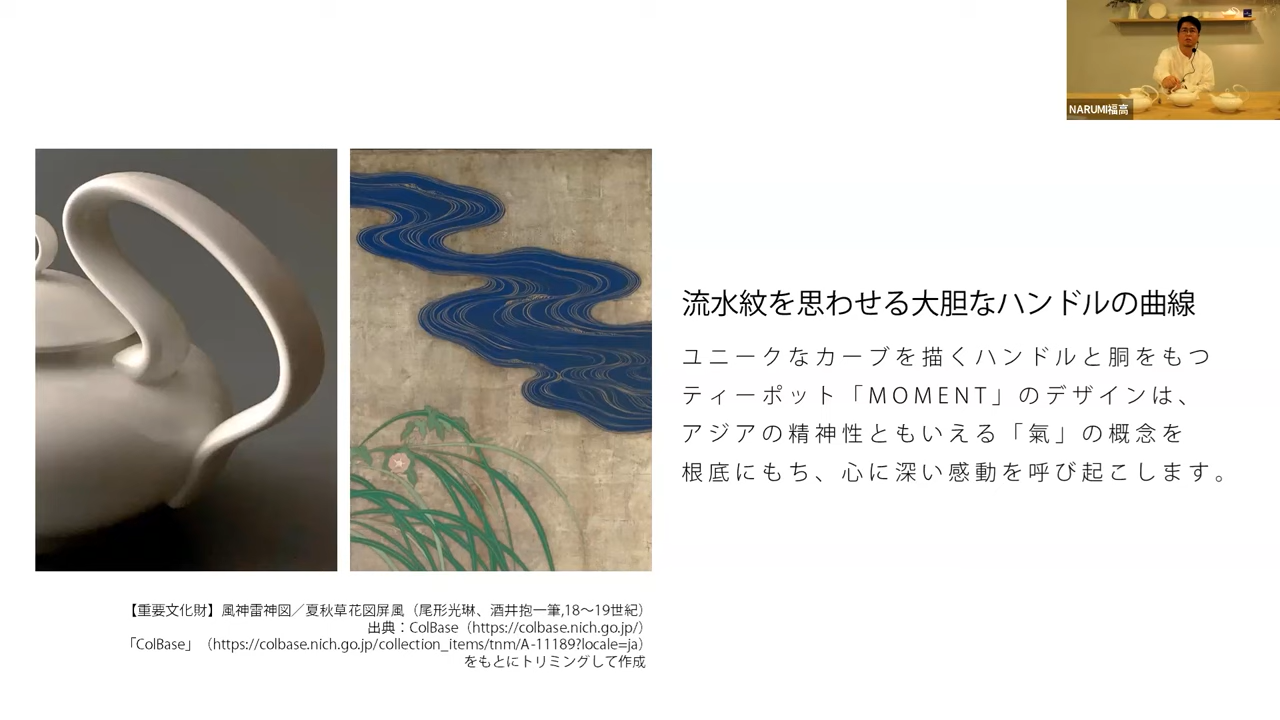 NARUMI福高
流水紋を思わせる大胆なハンドルの曲線
ユニークなカーブを描くハンドルと胴をもつ
ティーポット「MOMENT」のデザインは、
アジアの精神性ともいえる「氣」の概念を
根底にもち、心に深い感動を呼び起こします。
【重要文化財】風神雷神図／夏秋草花図屏風（尾形光琳、酒井抱一筆,18〜19世紀）
出典：ColBase（https://colbase.nich.go.jp/）
「ColBase」（https://colbase.nich.go.jp/collection_items/tnm/A-11189?locale=ja）
をもとにトリミングして作成